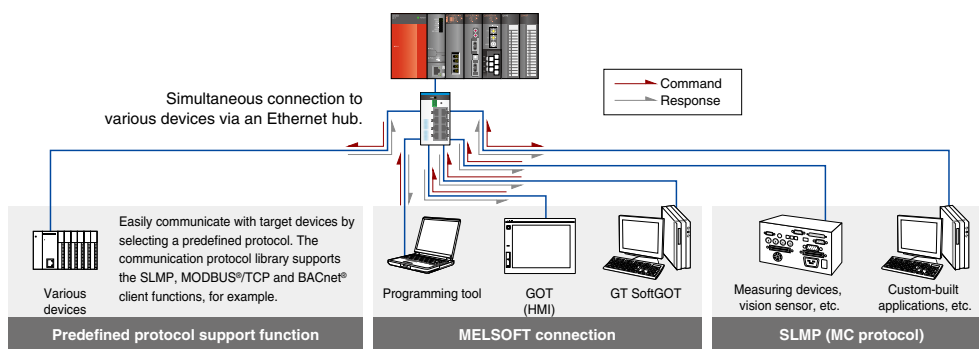 Simultaneous connection to
various devices via an Ethernet hub.
Command
Response
Easily communicate with target devices by
selecting a predefined protocol. The
communication protocol library supports
the SLMP, MODBUS®/TCP and BACnet®
client functions, for example.
Various
devices
Predefined protocol support function
Programming tool
GOT
(HMI)
GT SoftGOT
MELSOFT connection
Measuring devices,
vision sensor, etc.
Custom-built
applications, etc.
SLMP (MC protocol)